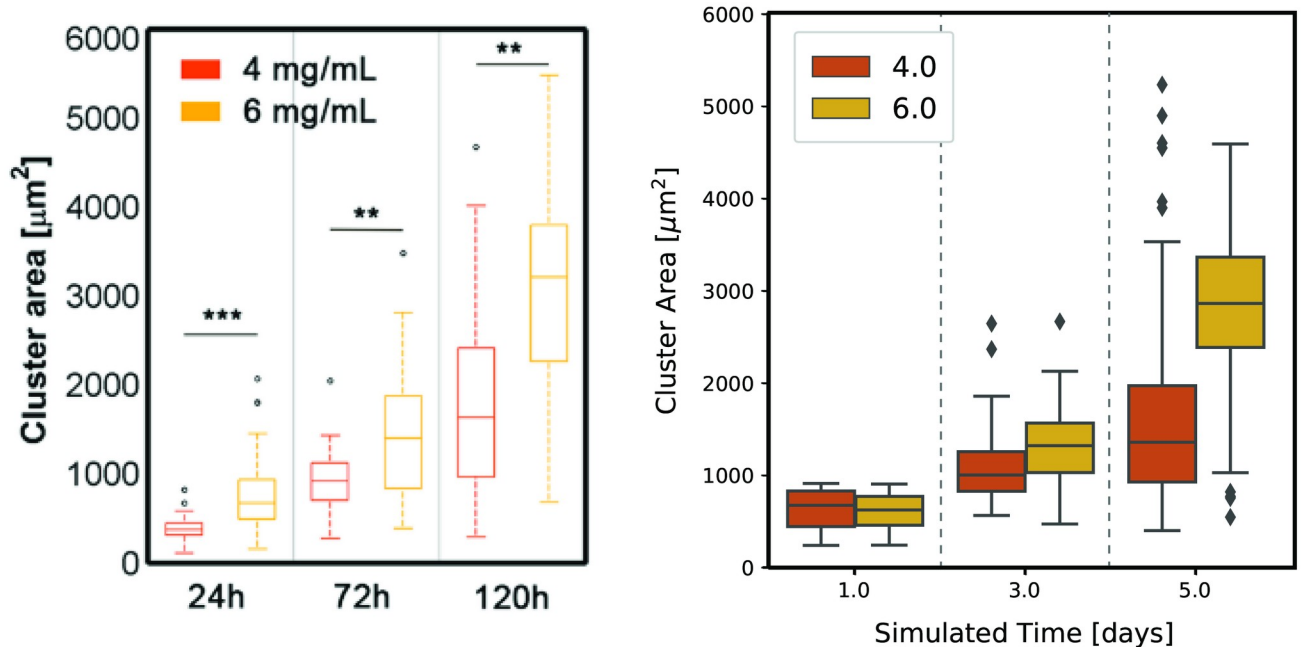 Cluster area [μm²]
6000
5000
4000
3000
2000
1000
0
4 mg/mL
6 mg/mL
***
**
**
24h
72h
120h
Cluster Area [μm²]
6000
5000
4000
3000
2000
1000
0
4.0
6.0
1.0
3.0
5.0
Simulated Time [days]